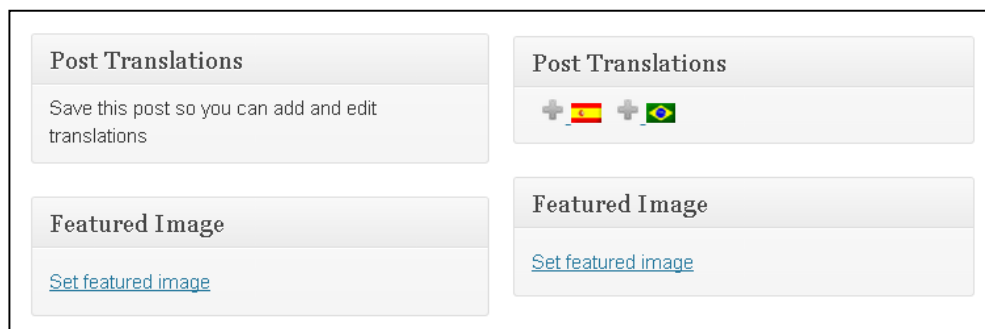 Post Translations
Save this post so you can add and edit
translations
Featured Image
Set featured image
Post Translations
Featured Image
Set featured image